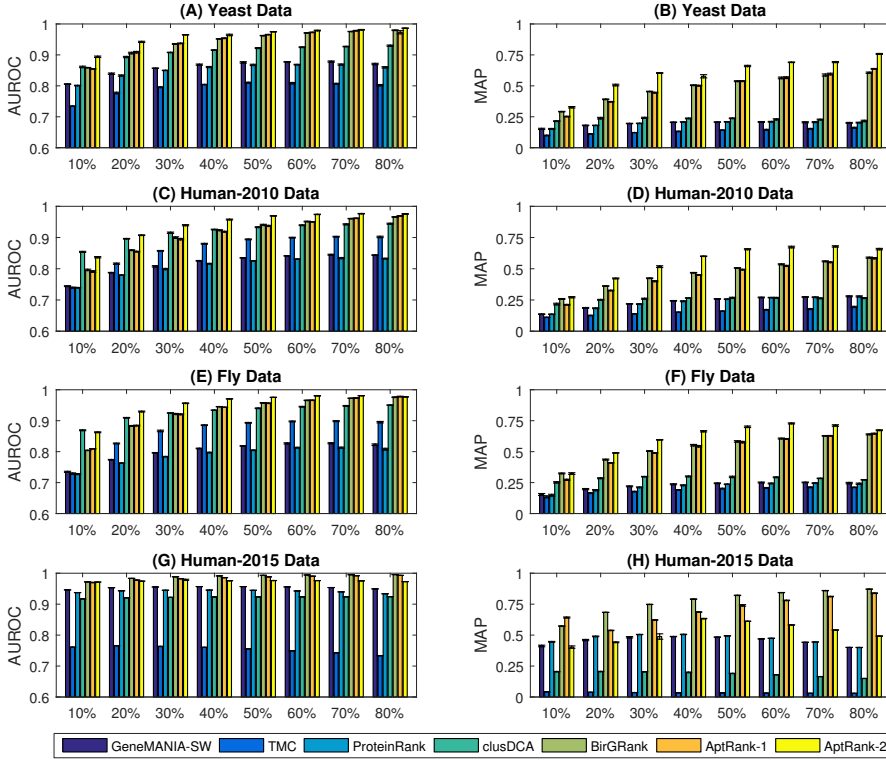 (A) Yeast Data
AUROC
1
0.9
0.8
0.7
0.6
10% 20% 30% 40% 50% 60% 70% 80%
(B) Yeast Data
MAP
1
0.75
0.5
0.25
0
10% 20% 30% 40% 50% 60% 70% 80%
(C) Human-2010 Data
AUROC
1
0.9
0.8
0.7
0.6
10% 20% 30% 40% 50% 60% 70% 80%
(D) Human-2010 Data
MAP
1
0.75
0.5
0.25
0
10% 20% 30% 40% 50% 60% 70% 80%
(E) Fly Data
AUROC
1
0.9
0.8
0.7
0.6
10% 20% 30% 40% 50% 60% 70% 80%
(F) Fly Data
MAP
1
0.75
0.5
0.25
0
10% 20% 30% 40% 50% 60% 70% 80%
(G) Human-2015 Data
AUROC
1
0.9
0.8
0.7
0.6
10% 20% 30% 40% 50% 60% 70% 80%
(H) Human-2015 Data
MAP
1
0.75
0.5
0.25
0
10% 20% 30% 40% 50% 60% 70% 80%
GeneMANIA-SW TMC ProteinRank clusDCA BirGRank AptRank-1 AptRank-2